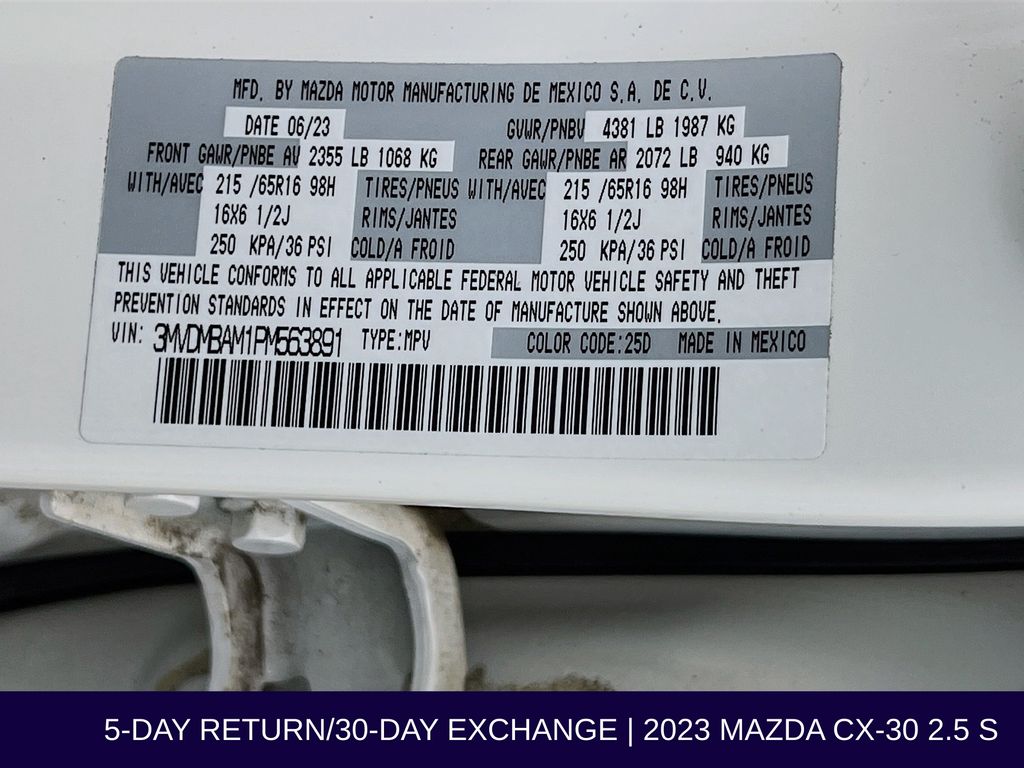 MFD. BY MAZDA MOTOR MANUFACTURING DE MEXICO S.A. DE C.V.
DATE 06/23 GVWR/PNBV 4381 LB 1987 KG
FRONT GAWR/PNBE AV 2355 LB 1068 KG REAR GAWR/PNBE AR 2072 LB 940 KG
WITH/AVEC 215 /65R16 98H TIRES/PNEUS WITH/AVEC 215 /65R16 98H TIRES/PNEUS
16X6 1/2J RIMS/JANTES 16X6 1/2J RIMS/JANTES
250 KPA/36 PSI COLD/A FROID 250 KPA/36 PSI COLD/A FROID
THIS VEHICLE CONFORMS TO ALL APPLICABLE FEDERAL MOTOR VEHICLE SAFETY AND THEFT
PREVENTION STANDARDS IN EFFECT ON THE DATE OF MANUFACTURE SHOWN ABOVE.
VIN: 3MVDMBAM1PM563891 TYPE:MPV COLOR CODE:25D MADE IN MEXICO
5-DAY RETURN/30-DAY EXCHANGE | 2023 MAZDA CX-30 2.5 S